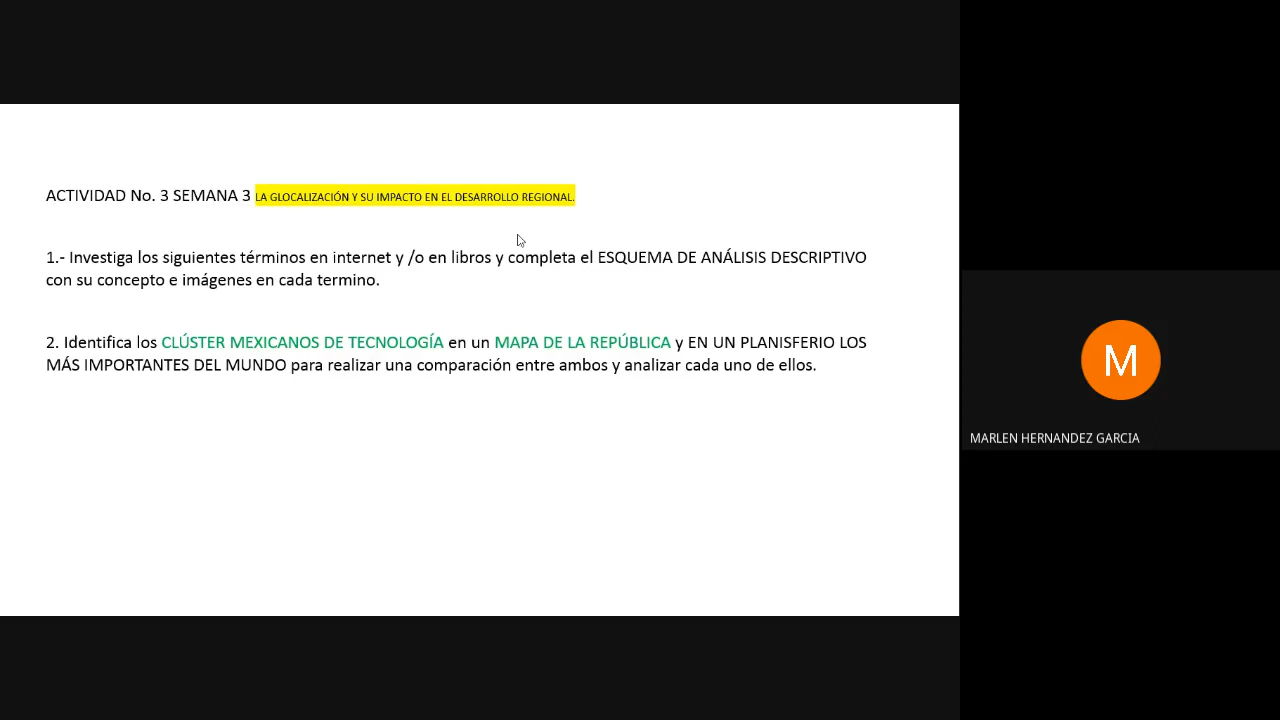 ACTIVIDAD No. 3 SEMANA 3 LA GLOCALIZACIÓN Y SU IMPACTO EN EL DESARROLLO REGIONAL.
1.- Investiga los siguientes términos en internet y /o en libros y completa el ESQUEMA DE ANÁLISIS DESCRIPTIVO
con su concepto e imágenes en cada termino.
2. Identifica los CLÚSTER MEXICANOS DE TECNOLOGÍA en un MAPA DE LA REPÚBLICA y EN UN PLANISFERIO LOS
MÁS IMPORTANTES DEL MUNDO para realizar una comparación entre ambos y analizar cada uno de ellos.
M
MARLEN HERNANDEZ GARCIA